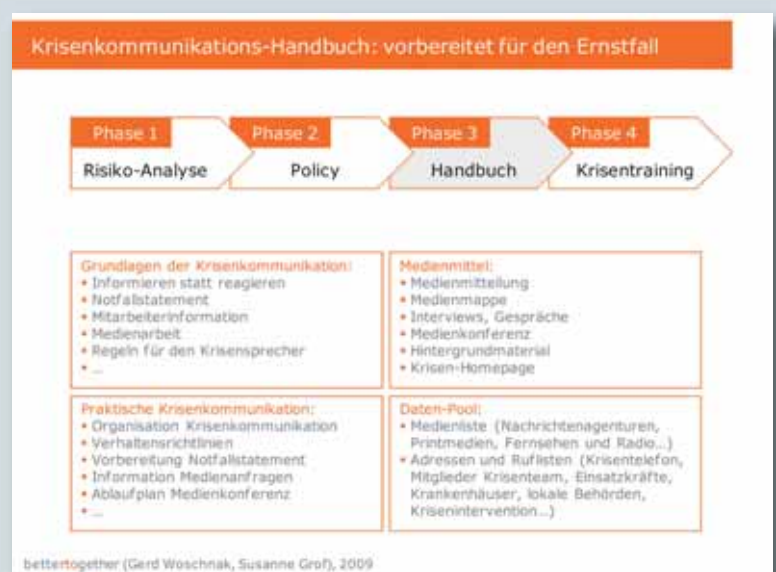 Krisenkommunikations-Handbuch: vorbereitet für den Ernstfall
Phase 1
Risiko-Analyse
Phase 2
Policy
Phase 3
Handbuch
Phase 4
Krisentraining
Grundlagen der Krisenkommunikation:
• Informieren statt reagieren
• Notfallstatement
• Mitarbeiterinformation
• Medienarbeit
• Regeln für den Krisensprecher
• ...
Medienmittel:
• Medienmitteilung
• Medienmappe
• Interviews, Gespräche
• Medienkonferenz
• Hintergrundmaterial
• Krisen-Homepage
Praktische Krisenkommunikation:
• Organisation Krisenkommunikation
• Verhaltensrichtlinien
• Vorbereitung Notfallstatement
• Information Medienanfragen
• Ablaufplan Medienkonferenz
• ...
Daten-Pool:
• Medienliste (Nachrichtenagenturen,
Printmedien, Fernsehen und Radio...)
• Adressen und Ruflisten (Krisentelefon,
Mitglieder Krisenteam, Einsatzkräfte,
Krankenhäuser, lokale Behörden,
Krisenintervention...)
bettertogether (Gerd Woschnak, Susanne Grof), 2009